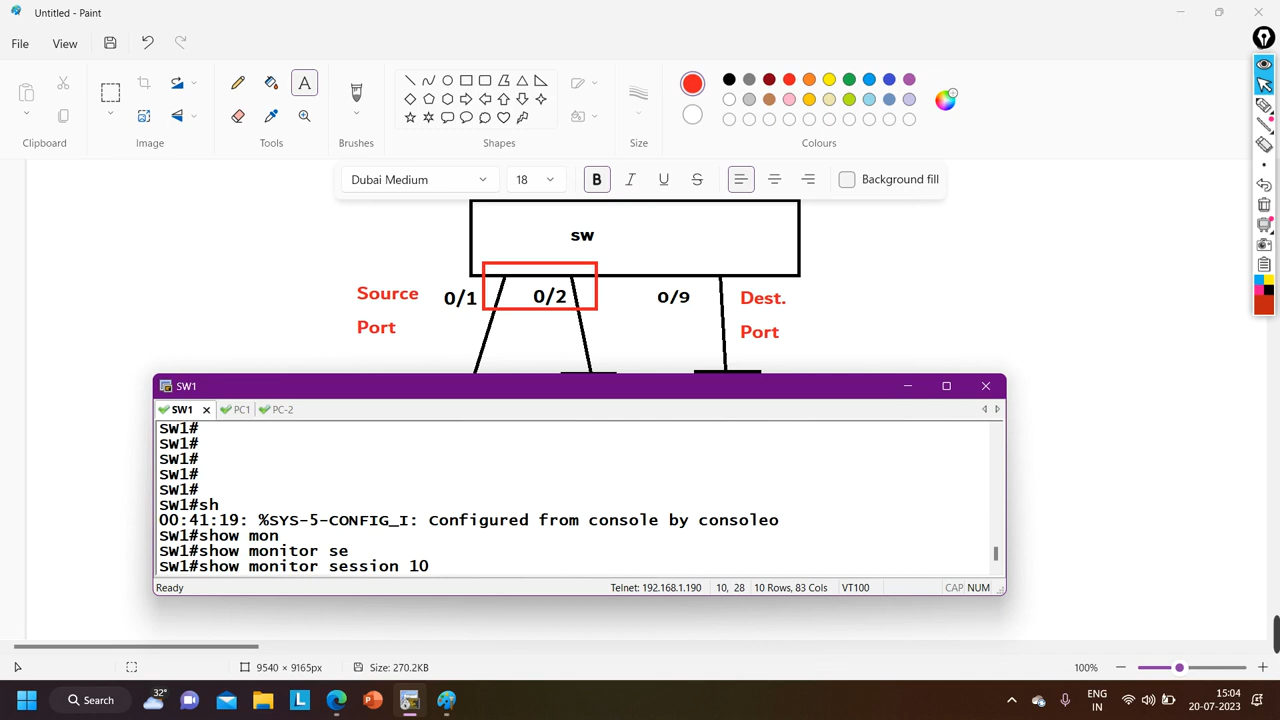 Untitled - Paint
File View
Clipboard Image Tools Brushes Shapes Size Colours
Dubai Medium 18 B I U S Background fill
sw
Source 0/1 0/2 0/9 Dest.
Port Port
SW1
SW1 PC1 PC-2
SW1#
SW1#
SW1#
SW1#
SW1#
SW1#sh
00:41:19: %SYS-5-CONFIG_I: Configured from console by consoleo
SW1#show mon
SW1#show monitor se
SW1#show monitor session 10
Ready Telnet: 192.168.1.190 10, 28 10 Rows, 83 Cols VT100 CAP NUM
9540 × 9165px Size: 270.2KB 100%
32° Search ENG 15:04
IN 20-07-2023